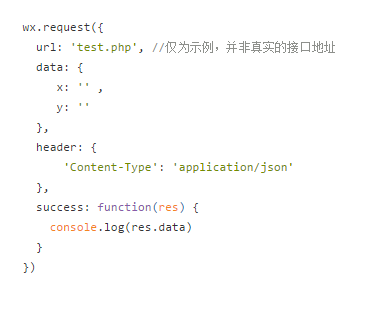 wx.request({
  url: 'test.php', //仅为示例，并非真实的接口地址
  data: {
     x: '' ,
     y: ''
  },
  header: {
      'Content-Type': 'application/json'
  },
  success: function(res) {
    console.log(res.data)
  }
})